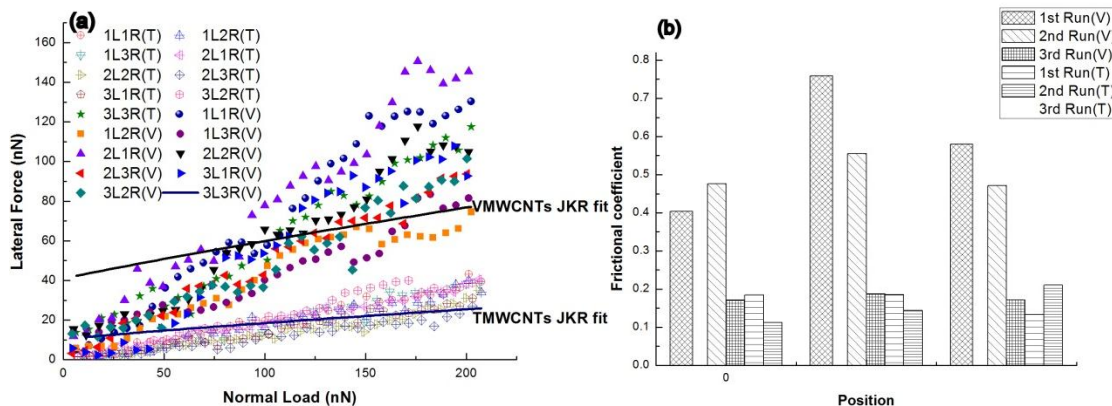 (a)
1L1R(T) 1L2R(T)
1L3R(T) 2L1R(T)
2L2R(T) 2L3R(T)
3L1R(T) 3L2R(T)
3L3R(T) 1L1R(V)
1L2R(V) 1L3R(V)
2L1R(V) 2L2R(V)
2L3R(V) 3L1R(V)
3L2R(V) 3L3R(V)
VMWCNTs JKR fit
TMWCNTs JKR fit
160
140
120
100
80
60
40
20
0
Lateral Force (nN)
0 50 100 150 200
Normal Load (nN)
(b)
1st Run(V)
2nd Run(V)
3rd Run(V)
1st Run(T)
2nd Run(T)
3rd Run(T)
0.8
0.7
0.6
0.5
0.4
0.3
0.2
0.1
0.0
Frictional coefficient
0
Position